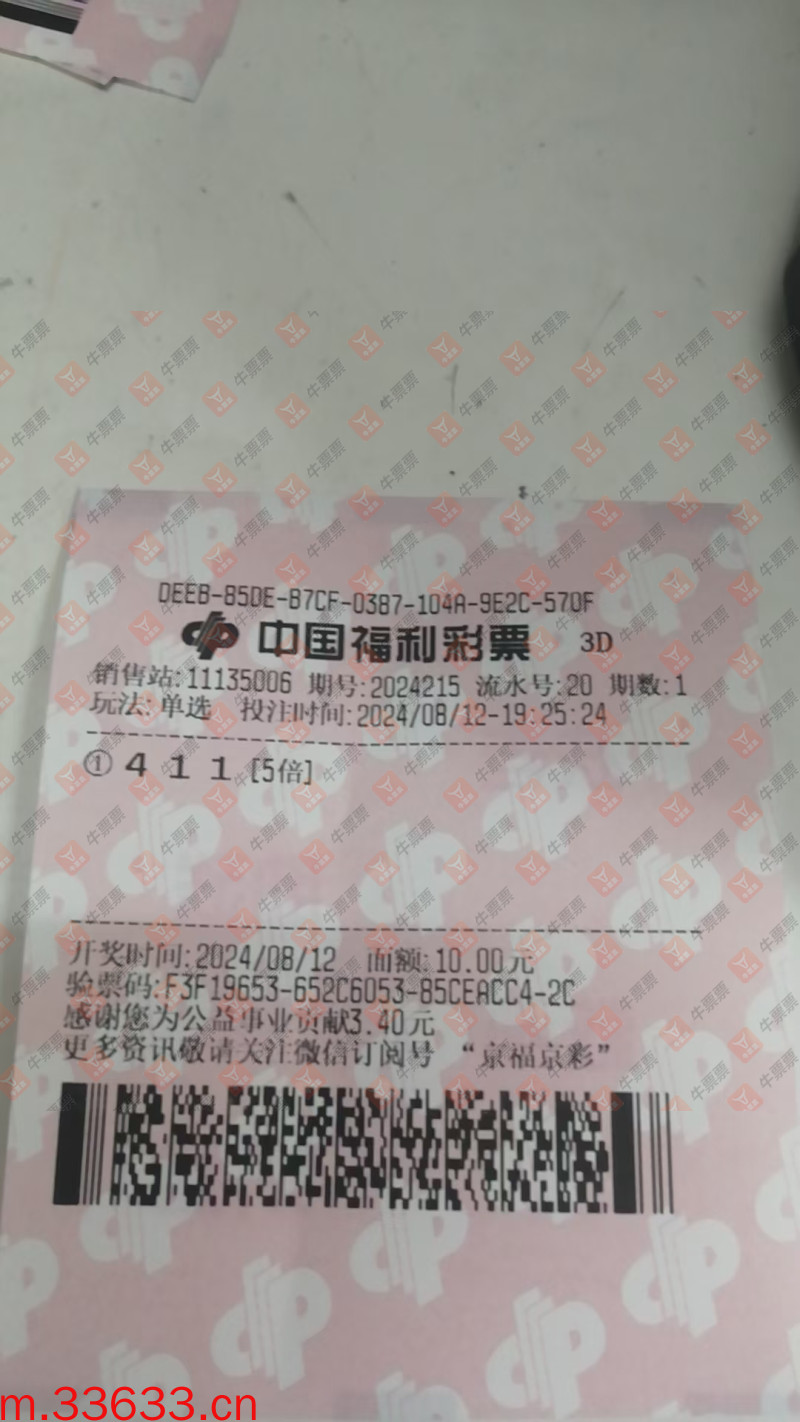 DEEB-85DE-B7CF-0387-104A-9E2C-570F
中国福利彩票 3D
销售站:11135006 期号:2024215 流水号:20 期数:1
玩法:单选 投注时间:2024/08/12-19:25:24
① 4 1 1 [5倍]
开奖时间:2024/08/12 面额:10.00元
验票码:F3F19653-652C6053-85CEACC4-2C
感谢您为公益事业贡献3.40元
更多资讯敬请关注微信订阅号 “京福京彩”
牛票票
m.33633.cn